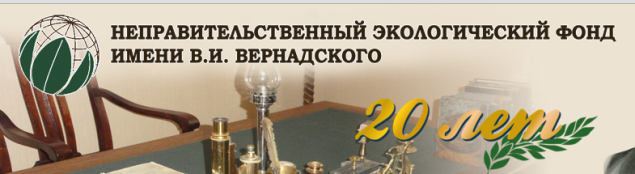 НЕПРАВИТЕЛЬСТВЕННЫЙ ЭКОЛОГИЧЕСКИЙ ФОНД
ИМЕНИ В.И. ВЕРНАДСКОГО
20 лет